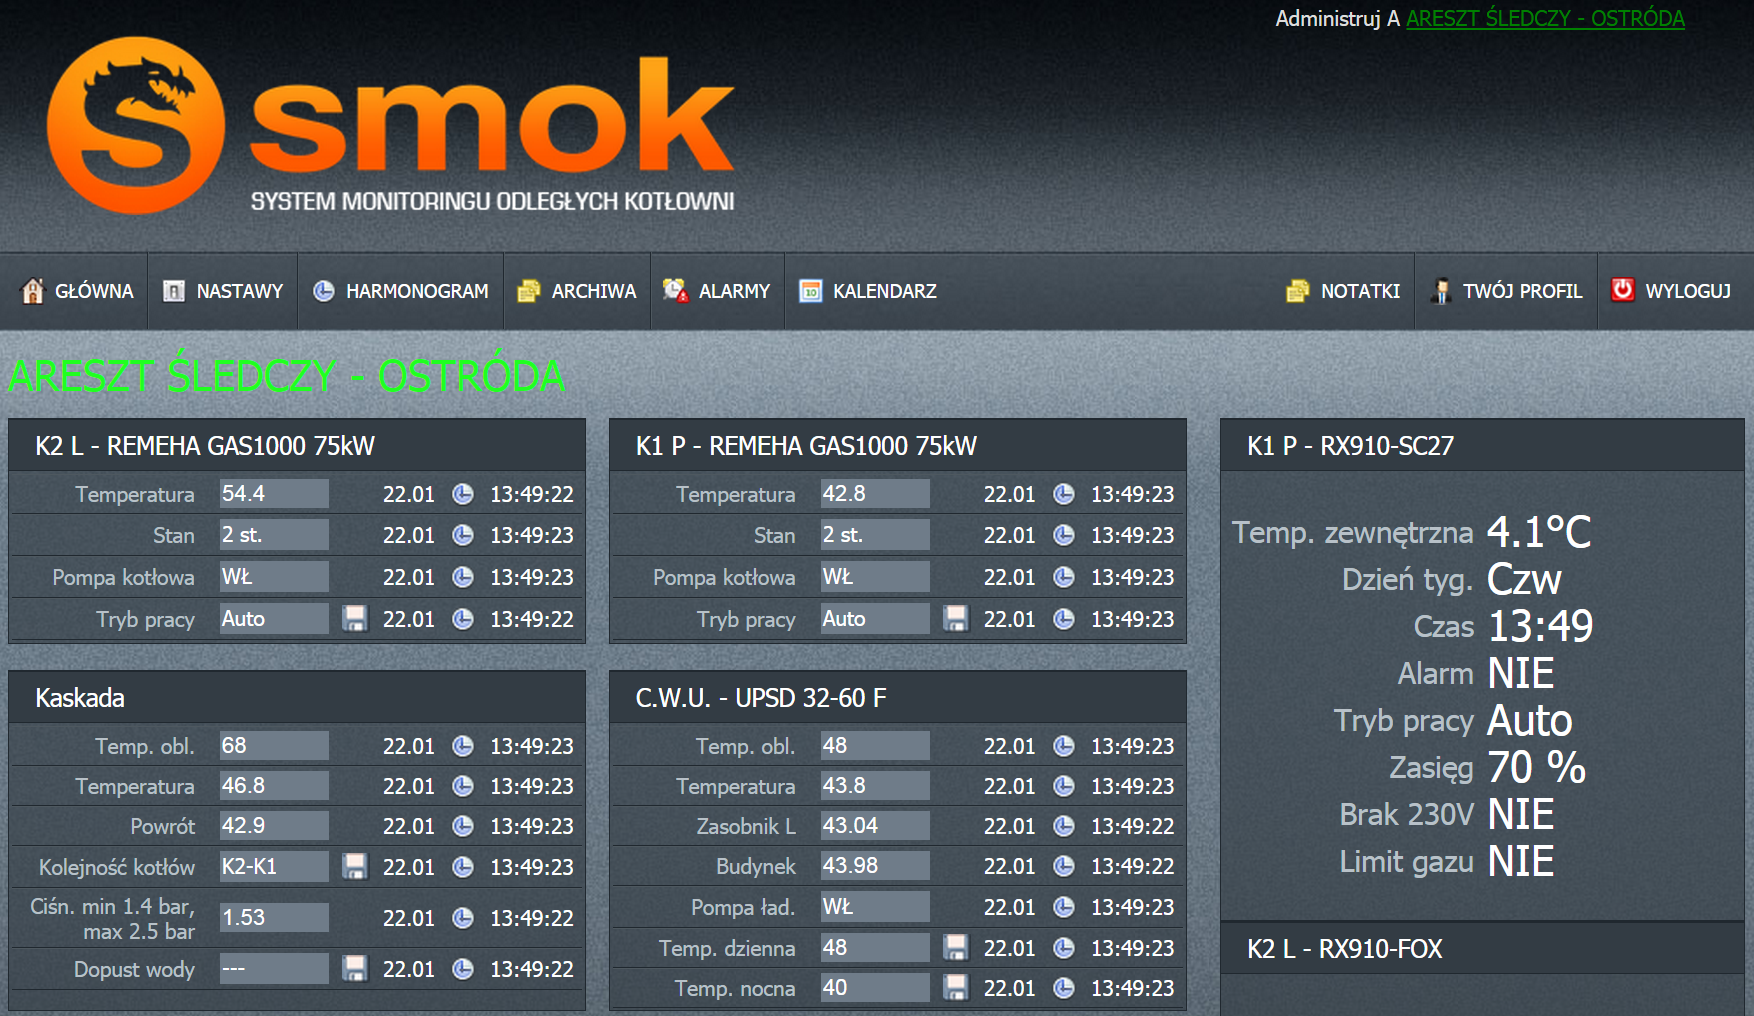 Administruj A ARESZT ŚLEDCZY - OSTRÓDA
smok
SYSTEM MONITORINGU ODLEGŁYCH KOTŁOWNI
GŁÓWNA NASTAWY HARMONOGRAM ARCHIWA ALARMY KALENDARZ NOTATKI TWÓJ PROFIL WYLOGUJ
ARESZT ŚLEDCZY - OSTRÓDA
K2 L - REMEHA GAS1000 75kW
Temperatura 54.4 22.01 13:49:22
Stan 2 st. 22.01 13:49:23
Pompa kotłowa WŁ 22.01 13:49:23
Tryb pracy Auto 22.01 13:49:22
K1 P - REMEHA GAS1000 75kW
Temperatura 42.8 22.01 13:49:23
Stan 2 st. 22.01 13:49:23
Pompa kotłowa WŁ 22.01 13:49:23
Tryb pracy Auto 22.01 13:49:23
Kaskada
Temp. obl. 68 22.01 13:49:23
Temperatura 46.8 22.01 13:49:23
Powrót 42.9 22.01 13:49:23
Kolejność kotłów K2-K1 22.01 13:49:23
Ciśn. min 1.4 bar,
max 2.5 bar 1.53 22.01 13:49:22
Dopust wody --- 22.01 13:49:22
C.W.U. - UPSD 32-60 F
Temp. obl. 48 22.01 13:49:23
Temperatura 43.8 22.01 13:49:23
Zasobnik L 43.04 22.01 13:49:22
Budynek 43.98 22.01 13:49:22
Pompa ład. WŁ 22.01 13:49:23
Temp. dzienna 48 22.01 13:49:23
Temp. nocna 40 22.01 13:49:23
K1 P - RX910-SC27
Temp. zewnętrzna 4.1°C
Dzień tyg. Czw
Czas 13:49
Alarm NIE
Tryb pracy Auto
Zasięg 70 %
Brak 230V NIE
Limit gazu NIE
K2 L - RX910-FOX